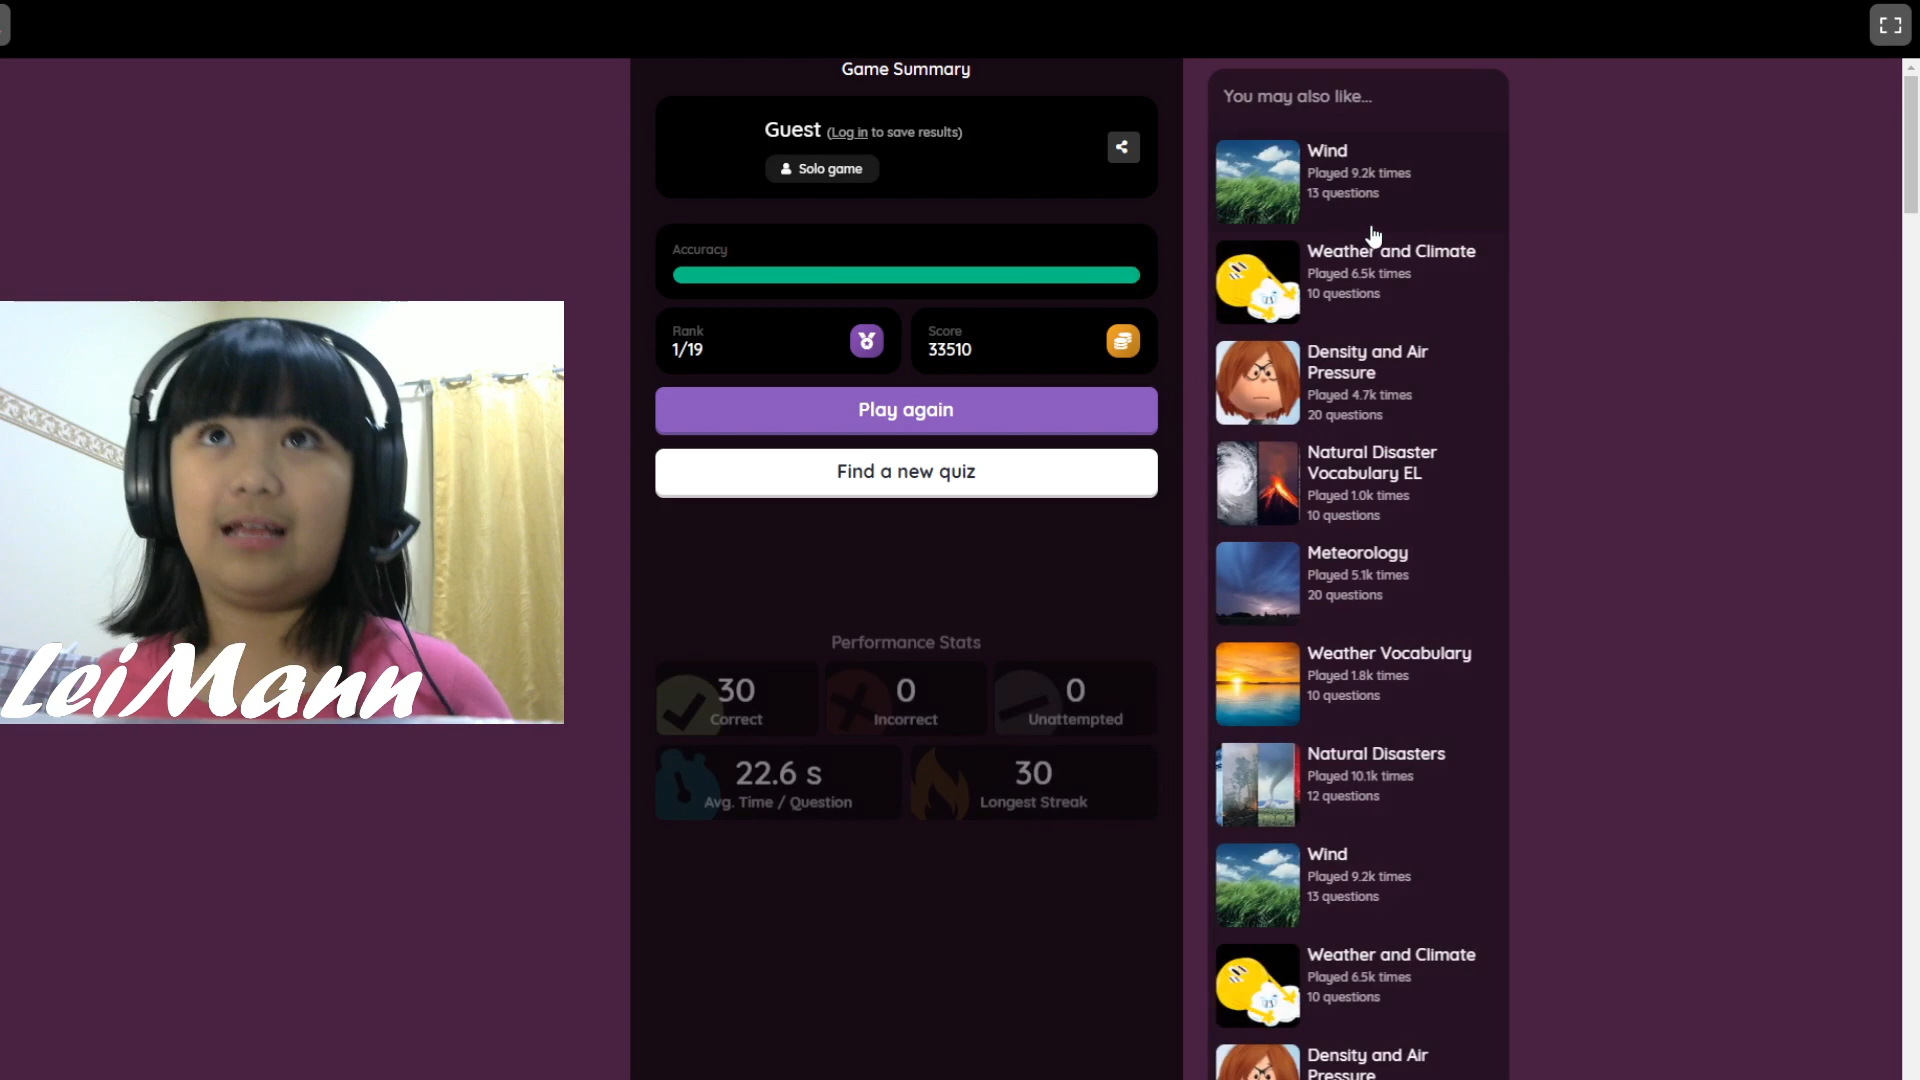 Game Summary
Guest (Log in to save results)
Solo game
Accuracy
Rank
1/19
Score
33510
Play again
Find a new quiz
Performance Stats
30
Correct
0
Incorrect
0
Unattempted
22.6 s
Avg. Time / Question
30
Longest Streak
LeiMann
You may also like...
Wind
Played 9.2k times
13 questions
Weather and Climate
Played 6.5k times
10 questions
Density and Air
Pressure
Played 4.7k times
20 questions
Natural Disaster
Vocabulary EL
Played 1.0k times
10 questions
Meteorology
Played 5.1k times
20 questions
Weather Vocabulary
Played 1.8k times
10 questions
Natural Disasters
Played 10.1k times
12 questions
Wind
Played 9.2k times
13 questions
Weather and Climate
Played 6.5k times
10 questions
Density and Air
Pressure